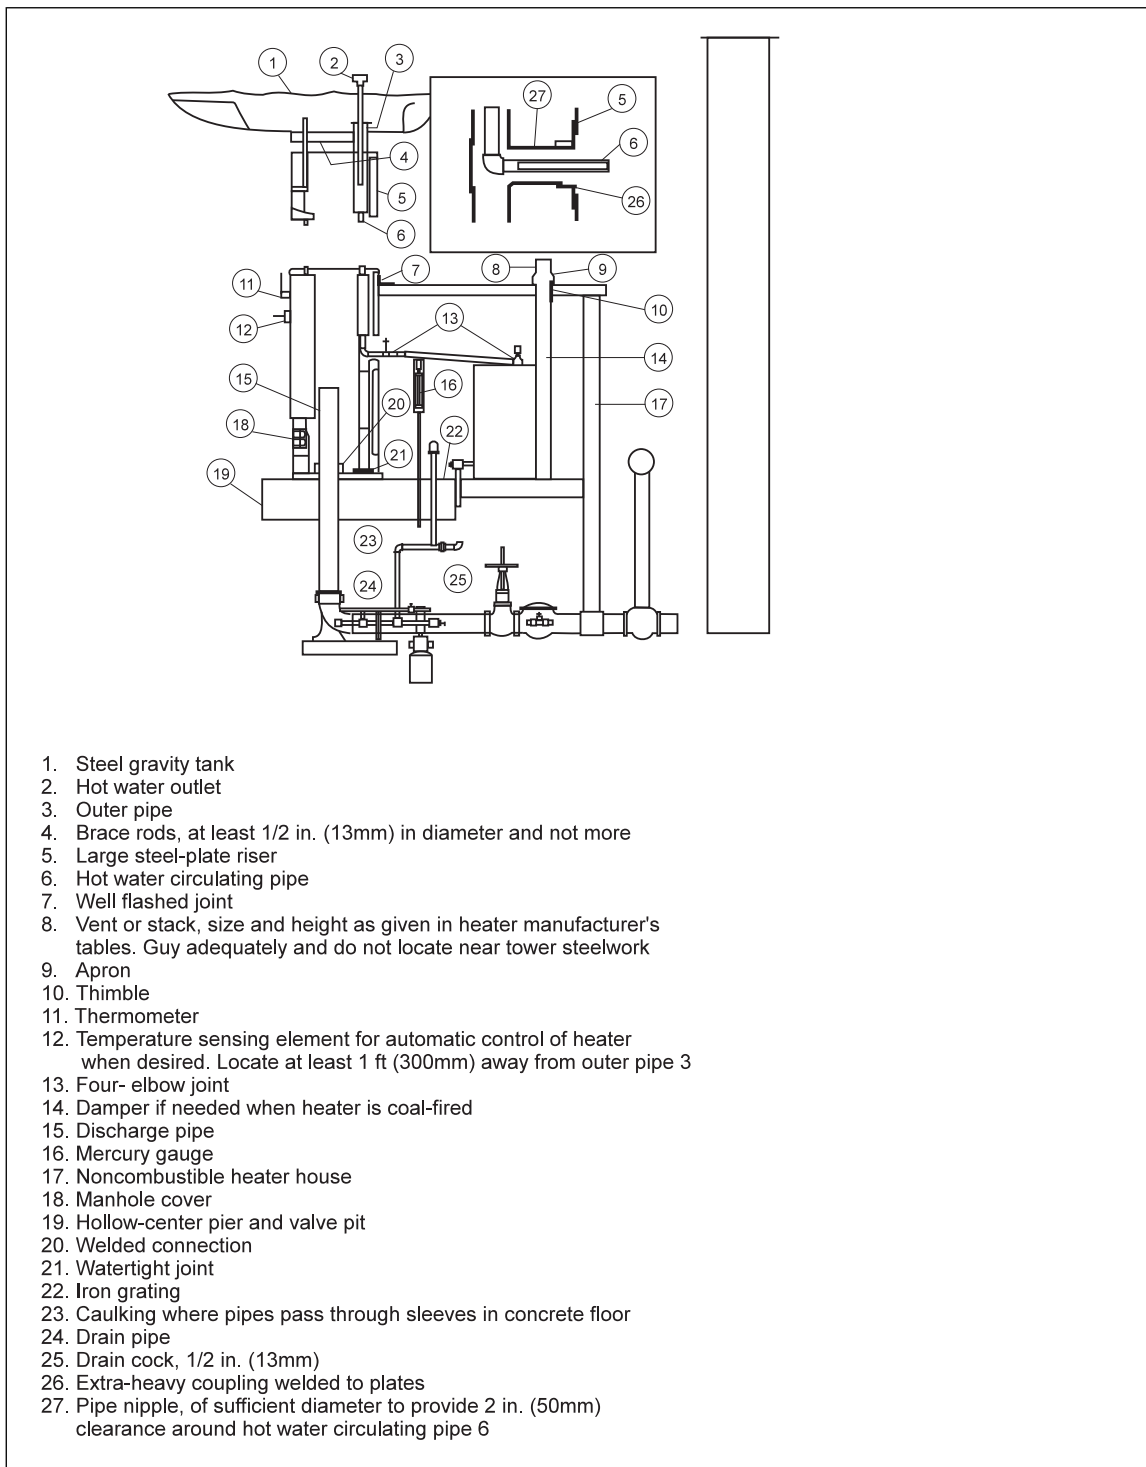 1
2
3
27
5
6
26
4
5
6
7
8
9
10
11
12
13
14
15
16
17
18
20
21
22
19
23
24
25
1. Steel gravity tank
2. Hot water outlet
3. Outer pipe
4. Brace rods, at least 1/2 in. (13mm) in diameter and not more
5. Large steel-plate riser
6. Hot water circulating pipe
7. Well flashed joint
8. Vent or stack, size and height as given in heater manufacturer's
tables. Guy adequately and do not locate near tower steelwork
9. Apron
10. Thimble
11. Thermometer
12. Temperature sensing element for automatic control of heater
when desired. Locate at least 1 ft (300mm) away from outer pipe 3
13. Four- elbow joint
14. Damper if needed when heater is coal-fired
15. Discharge pipe
16. Mercury gauge
17. Noncombustible heater house
18. Manhole cover
19. Hollow-center pier and valve pit
20. Welded connection
21. Watertight joint
22. Iron grating
23. Caulking where pipes pass through sleeves in concrete floor
24. Drain pipe
25. Drain cock, 1/2 in. (13mm)
26. Extra-heavy coupling welded to plates
27. Pipe nipple, of sufficient diameter to provide 2 in. (50mm)
clearance around hot water circulating pipe 6